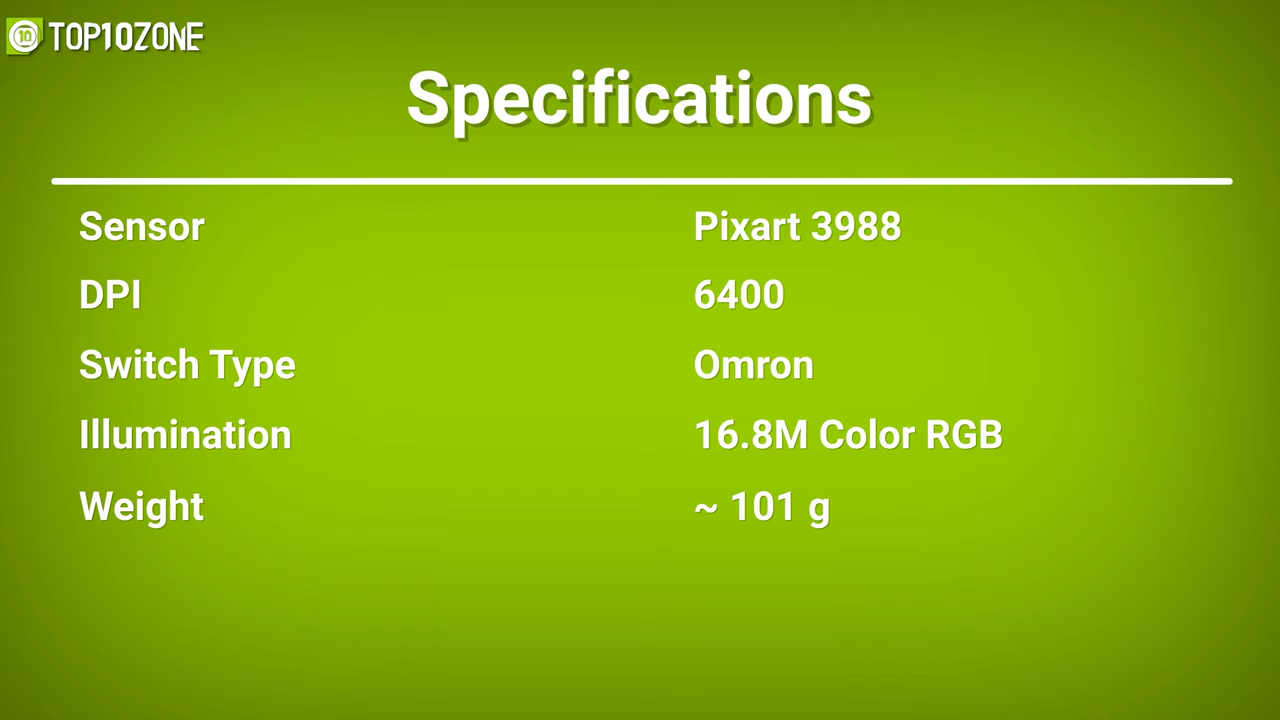 TOP10ZONE
Specifications
Sensor Pixart 3988
DPI 6400
Switch Type Omron
Illumination 16.8M Color RGB
Weight ~ 101 g